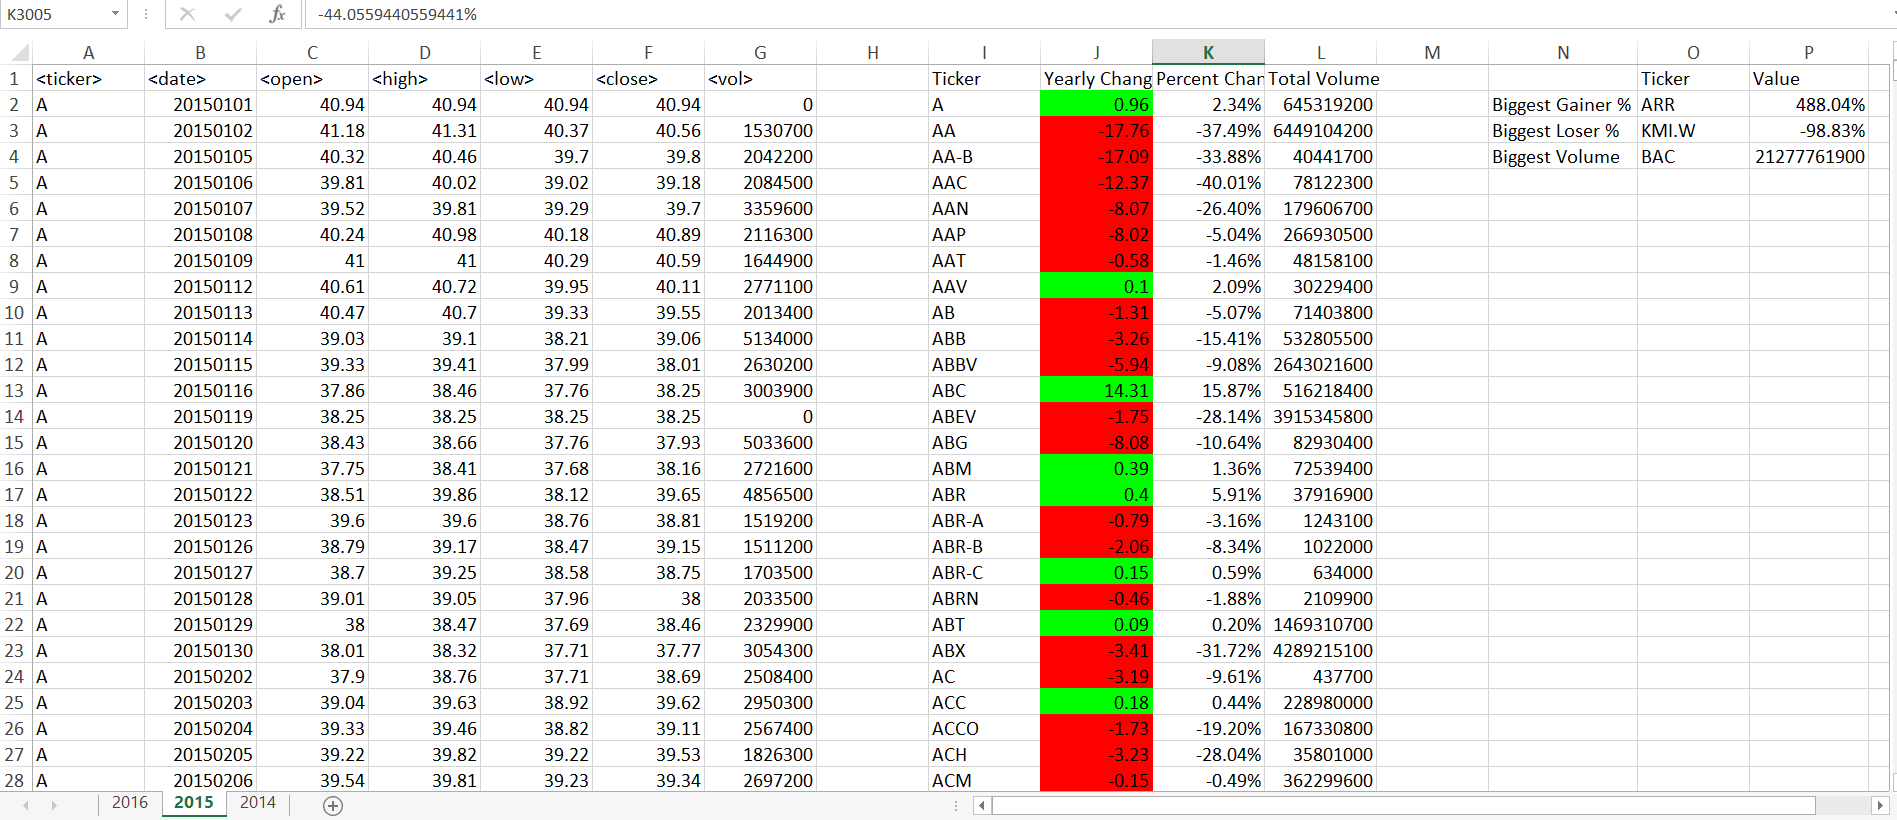 K3005 fx -44.0559440559441%
A B C D E F G H I J K L M N O P
1 <ticker> <date> <open> <high> <low> <close> <vol> Ticker Yearly Chang Percent Chan Total Volume Ticker Value
2 A 20150101 40.94 40.94 40.94 40.94 0 A 0.96 2.34% 645319200 Biggest Gainer % ARR 488.04%
3 A 20150102 41.18 41.31 40.37 40.56 1530700 AA -17.76 -37.49% 6449104200 Biggest Loser % KMI.W -98.83%
4 A 20150105 40.32 40.46 39.7 39.8 2042200 AA-B -17.09 -33.88% 40441700 Biggest Volume BAC 21277761900
5 A 20150106 39.81 40.02 39.02 39.18 2084500 AAC -12.37 -40.01% 78122300
6 A 20150107 39.52 39.81 39.29 39.7 3359600 AAN -8.07 -26.40% 179606700
7 A 20150108 40.24 40.98 40.18 40.89 2116300 AAP -8.02 -5.04% 266930500
8 A 20150109 41 41 40.29 40.59 1644900 AAT -0.58 -1.46% 48158100
9 A 20150112 40.61 40.72 39.95 40.11 2771100 AAV 0.1 2.09% 30229400
10 A 20150113 40.47 40.7 39.33 39.55 2013400 AB -1.31 -5.07% 71403800
11 A 20150114 39.03 39.1 38.21 39.06 5134000 ABB -3.26 -15.41% 532805500
12 A 20150115 39.33 39.41 37.99 38.01 2630200 ABBV -5.94 -9.08% 2643021600
13 A 20150116 37.86 38.46 37.76 38.25 3003900 ABC 14.31 15.87% 516218400
14 A 20150119 38.25 38.25 38.25 38.25 0 ABEV -1.75 -28.14% 3915345800
15 A 20150120 38.43 38.66 37.76 37.93 5033600 ABG -8.08 -10.64% 82930400
16 A 20150121 37.75 38.41 37.68 38.16 2721600 ABM 0.39 1.36% 72539400
17 A 20150122 38.51 39.86 38.12 39.65 4856500 ABR 0.4 5.91% 37916900
18 A 20150123 39.6 39.6 38.76 38.81 1519200 ABR-A -0.79 -3.16% 1243100
19 A 20150126 38.79 39.17 38.47 39.15 1511200 ABR-B -2.06 -8.34% 1022000
20 A 20150127 38.7 39.25 38.58 38.75 1703500 ABR-C 0.15 0.59% 634000
21 A 20150128 39.01 39.05 37.96 38 2033500 ABRN -0.46 -1.88% 2109900
22 A 20150129 38 38.47 37.69 38.46 2329900 ABT 0.09 0.20% 1469310700
23 A 20150130 38.01 38.32 37.71 37.77 3054300 ABX -3.41 -31.72% 4289215100
24 A 20150202 37.9 38.76 37.71 38.69 2508400 AC -3.19 -9.61% 437700
25 A 20150203 39.04 39.63 38.92 39.62 2950300 ACC 0.18 0.44% 228980000
26 A 20150204 39.33 39.46 38.82 39.11 2567400 ACCO -1.73 -19.20% 167330800
27 A 20150205 39.22 39.82 39.22 39.53 1826300 ACH -3.23 -28.04% 35801000
28 A 20150206 39.54 39.81 39.23 39.34 2697200 ACM -0.15 -0.49% 362299600
2016 2015 2014